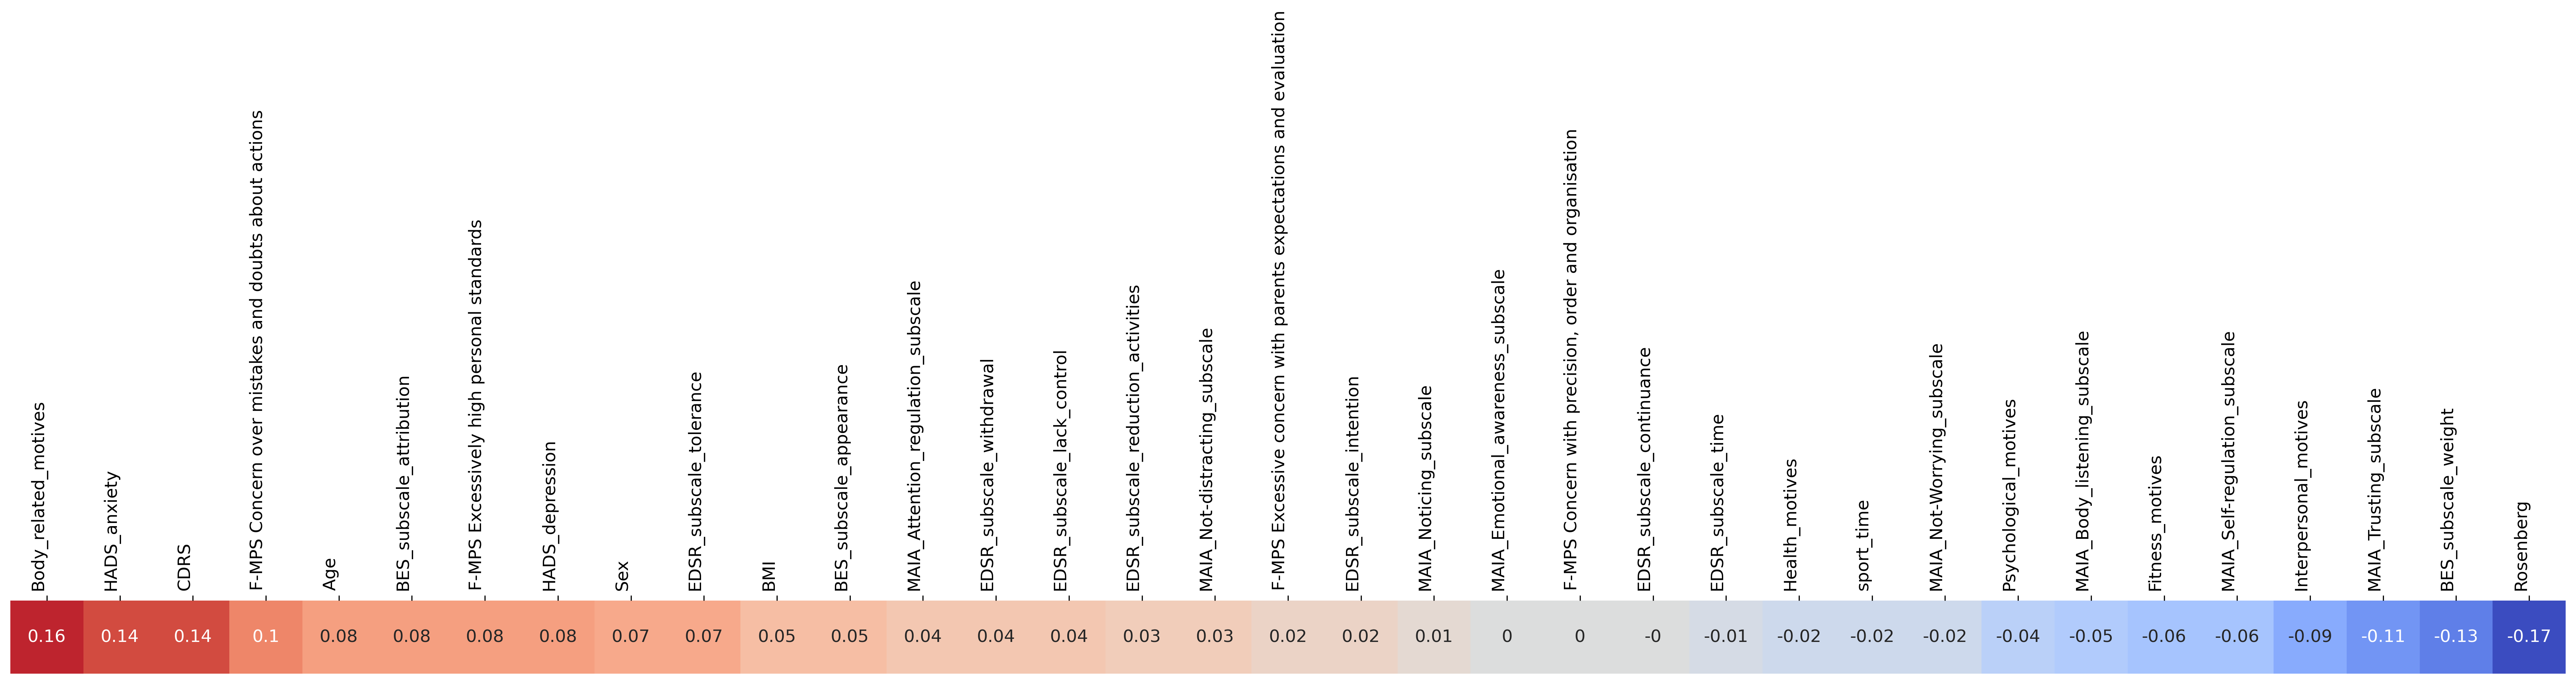 Body_related_motives
HADS_anxiety
CDRS
F-MPS Concern over mistakes and doubts about actions
Age
BES_subscale_attribution
F-MPS Excessively high personal standards
HADS_depression
Sex
EDSR_subscale_tolerance
BMI
BES_subscale_appearance
MAIA_Attention_regulation_subscale
EDSR_subscale_withdrawal
EDSR_subscale_lack_control
EDSR_subscale_reduction_activities
MAIA_Not-distracting_subscale
F-MPS Excessive concern with parents expectations and evaluation
EDSR_subscale_intention
MAIA_Noticing_subscale
MAIA_Emotional_awareness_subscale
F-MPS Concern with precision, order and organisation
EDSR_subscale_continuance
EDSR_subscale_time
Health_motives
sport_time
MAIA_Not-Worrying_subscale
Psychological_motives
MAIA_Body_listening_subscale
Fitness_motives
MAIA_Self-regulation_subscale
Interpersonal_motives
MAIA_Trusting_subscale
BES_subscale_weight
Rosenberg
0.16 0.14 0.14 0.1 0.08 0.08 0.08 0.08 0.07 0.07 0.05 0.05 0.04 0.04 0.04 0.03 0.03 0.02 0.02 0.01 0 0 -0 -0.01 -0.02 -0.02 -0.02 -0.04 -0.05 -0.06 -0.06 -0.09 -0.11 -0.13 -0.17